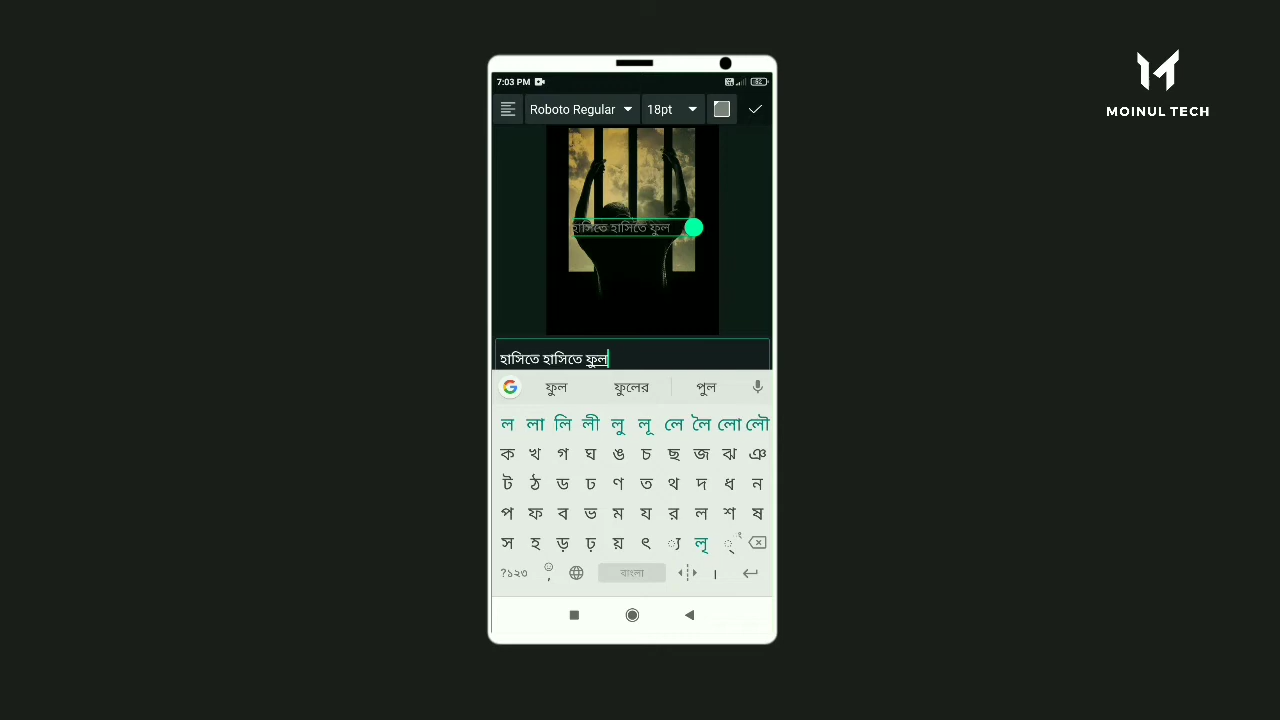 7:03 PM
Roboto Regular 18pt
MOINUL TECH
হাসিতে হাসিতে ফুল
হাসিতে হাসিতে ফুল
ফুল ফুলের পুল
ল লা লি লী লু লূ লে লৈ লো লৌ
ক খ গ ঘ ঙ চ ছ জ ঝ ঞ
ট ঠ ড ঢ ণ ত থ দ ধ ন
প ফ ব ভ ম য র ল শ ষ
স হ ড় ঢ় য় ৎ ্য লৃ ্
?১২৩ , বাংলা ।